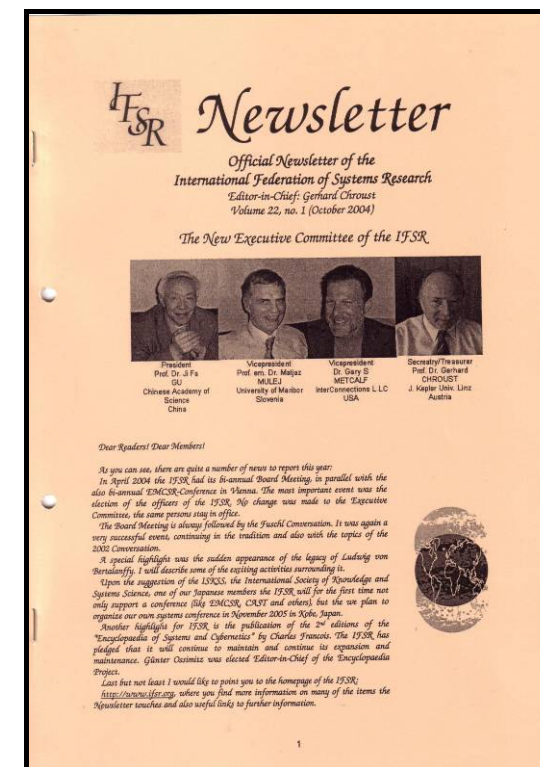 IFSR
Newsletter
Official Newsletter of the
International Federation of Systems Research
Editor-in-Chief: Gerhard Chroust
Volume 22, no. 1 (October 2004)
The New Executive Committee of the IFSR
President
Prof. Dr. Ji Fa
GU
Chinese Academy of
Science
China
Vicepresident
Prof. em. Dr. Matjaz
MULEJ
University of Maribor
Slovenia
Vicepresident
Dr. Gary S
METCALF
InterConnections L LC
USA
Secreatry/Treasurer
Prof. Dr. Gerhard
CHROUST
J. Kepler Univ. Linz
Austria
Dear Readers! Dear Members!
As you can see, there are quite a number of news to report this year:
In April 2004 the IFSR had its bi-annual Board Meeting, in parallel with the
also bi-annual EMCSR-Conference in Vienna. The most important event was the
election of the officers of the IFSR. No change was made to the Executive
Committee, the same persons stay in office.
The Board Meeting is always followed by the Fuschl Conversation. It was again a
very successful event, continuing in the tradition and also with the topics of the
2002 Conversation.
A special highlight was the sudden appearance of the legacy of Ludwig von
Bertalanffy. I will describe some of the exciting activities surrounding it.
Upon the suggestion of the ISKSS, the International Society of Knowledge and
Systems Science, one of our Japanese members the IFSR will for the first time not
only support a conference (like EMCSR, CAST and others), but the we plan to
organize our own systems conference in November 2005 in Kobe, Japan.
Another highlight for IFSR is the publication of the 2nd editions of the
"Encyclopaedia of Systems and Cybernetics" by Charles Francois. The IFSR has
pledged that it will continue to maintain and continue its expansion and
maintenance. Günter Ossimitz was elected Editor-in-Chief of the Encyclopaedia
Project.
Last but not least I would like to point you to the homepage of the IFSR:
http://www.ifsr.org, where you find more information on many of the items the
Newsletter touches and also useful links to further information.
1